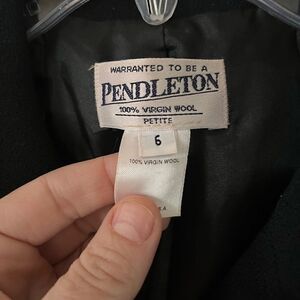 WARRANTED TO BE A
PENDLETON
100% VIRGIN WOOL
PETITE
6
100% VIRGIN WOOL